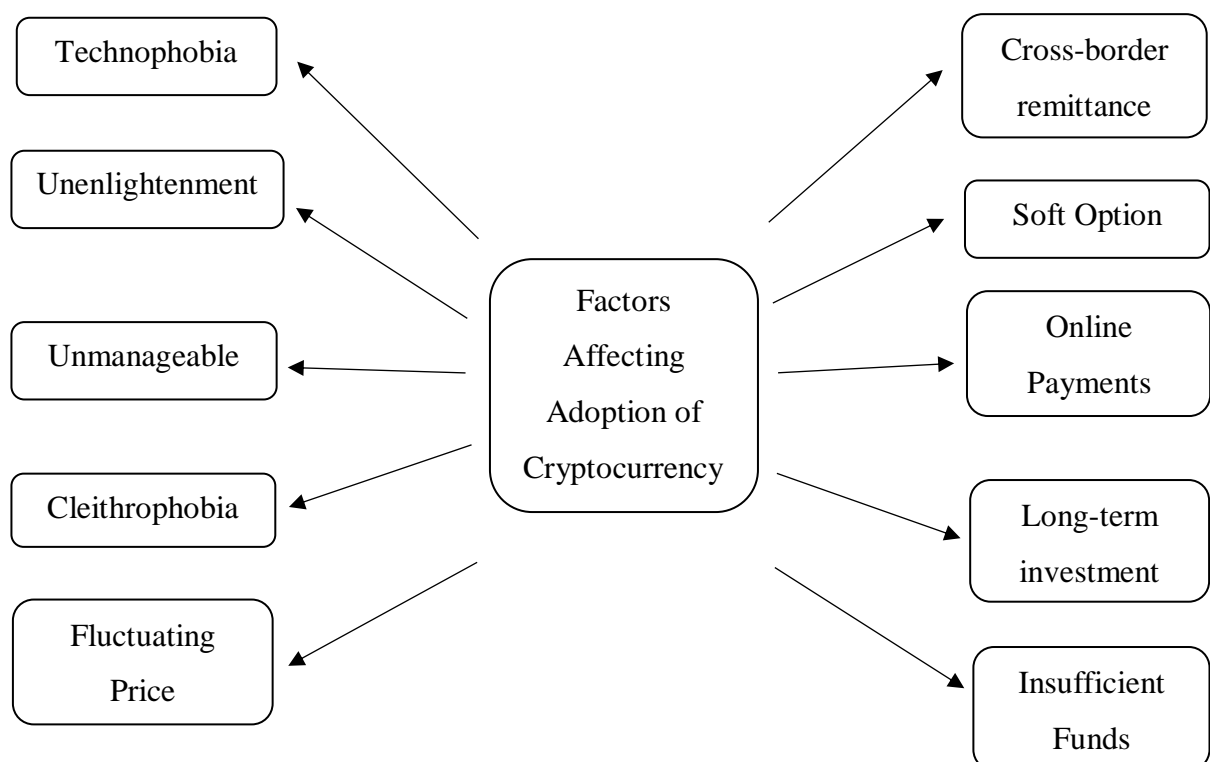 Technophobia
Unenlightenment
Unmanageable
Cleithrophobia
Fluctuating
Price
Factors
Affecting
Adoption of
Cryptocurrency
Cross-border
remittance
Soft Option
Online
Payments
Long-term
investment
Insufficient
Funds